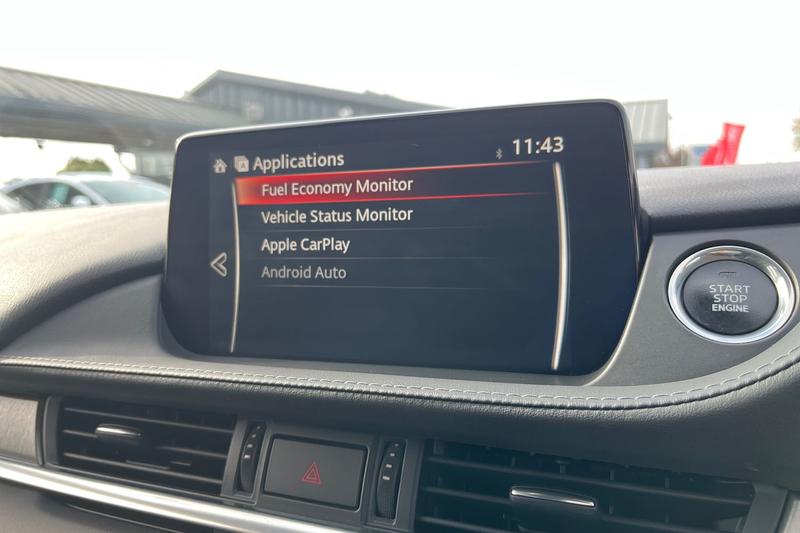 Applications
11:43
Fuel Economy Monitor
Vehicle Status Monitor
Apple CarPlay
Android Auto
START
STOP
ENGINE